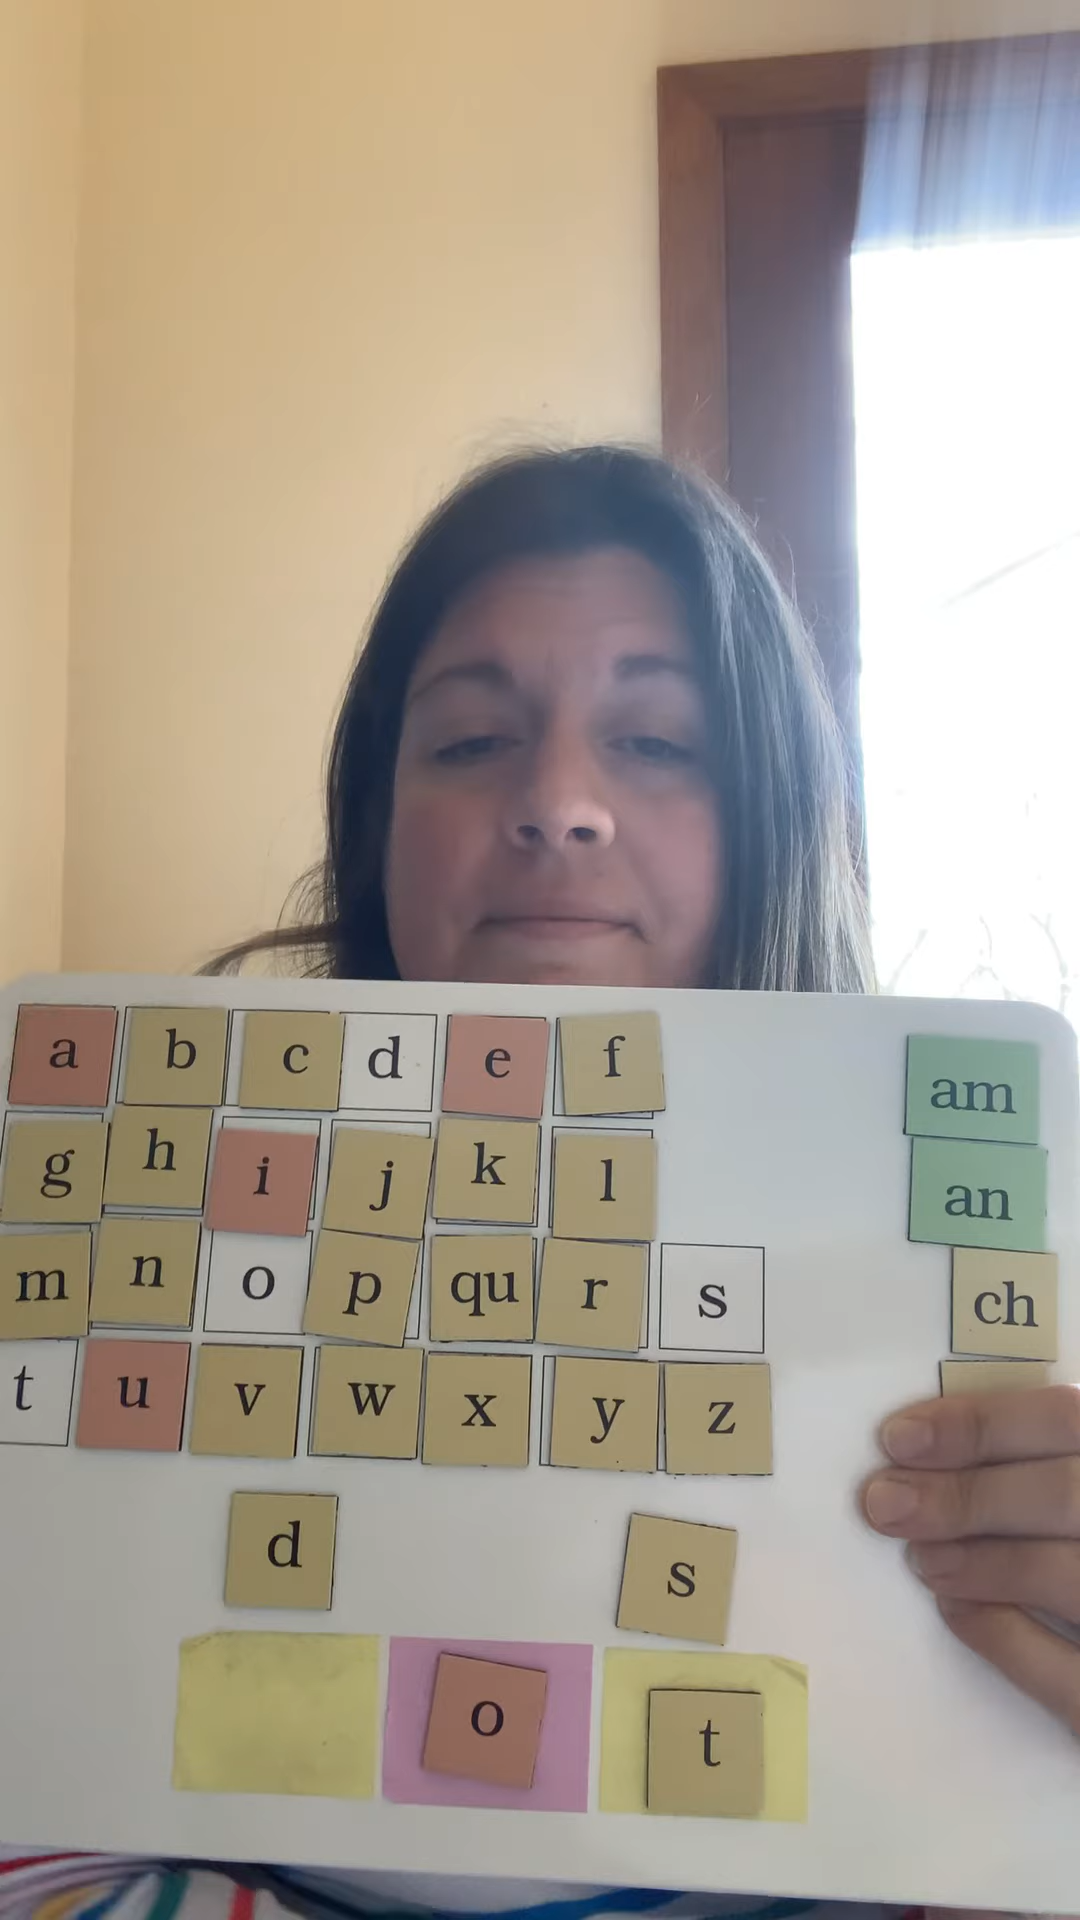 a b c d e f
am
g h i j k l
an
m n o p qu r s
ch
t u v w x y z
d s
o t